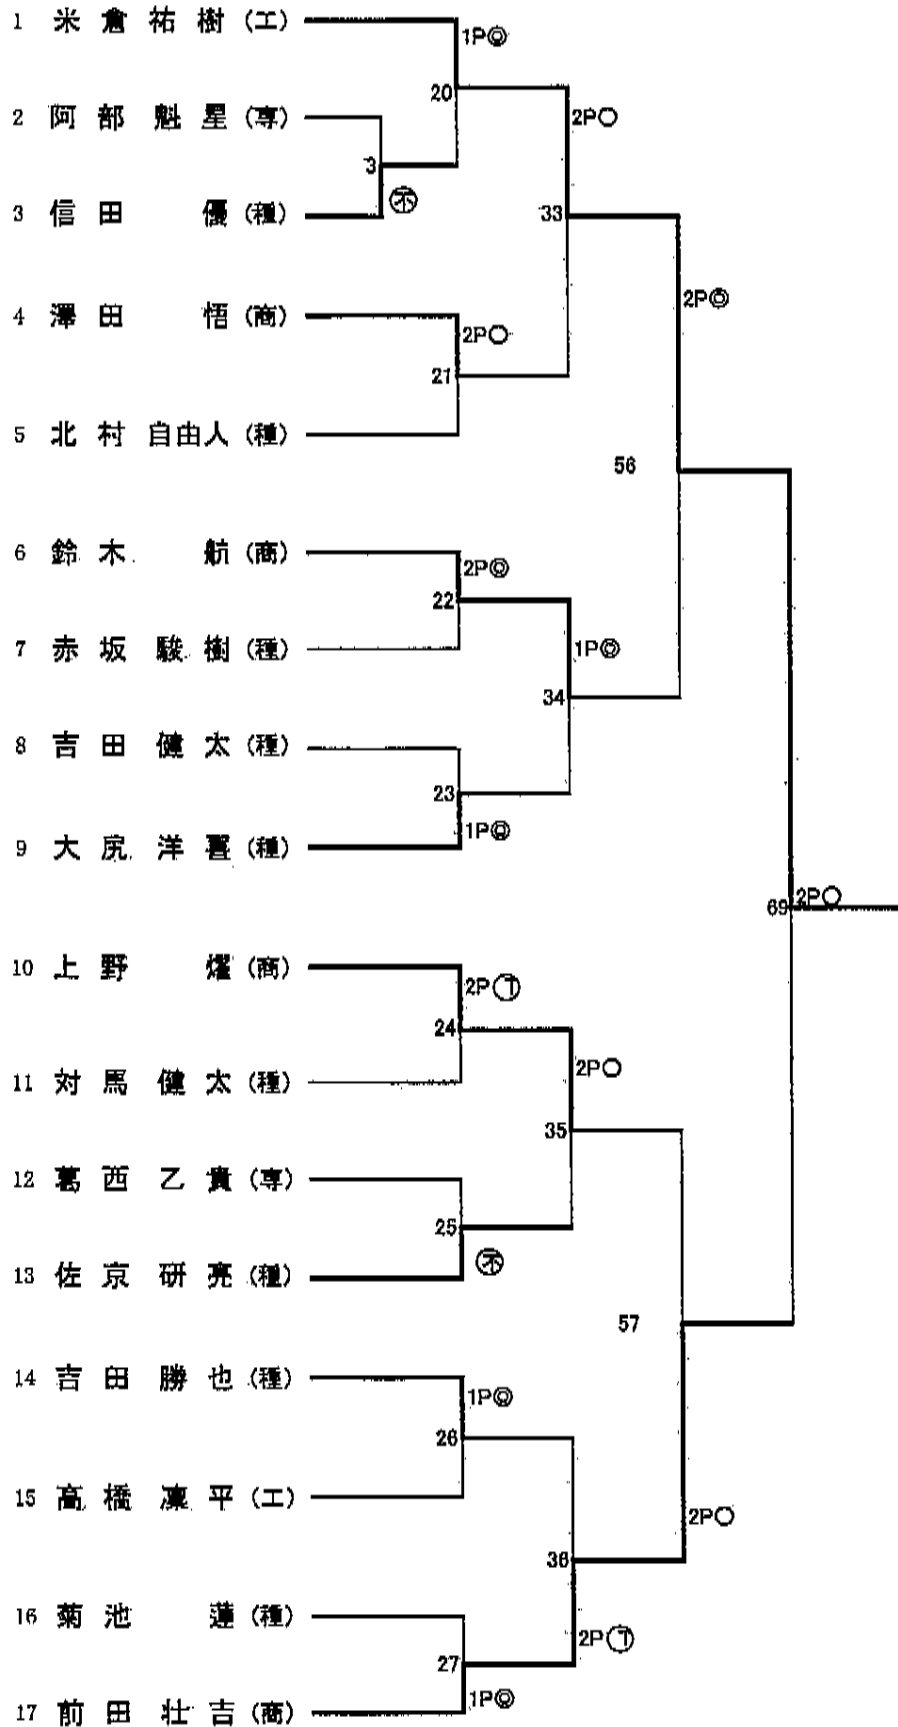 1 米倉祐樹(工)
1P◎
20
2 阿部魁星(専)
2P○
3
3 信田 優(種)
不
33
2P◎
4 澤田 悟(商)
2P○
21
5 北村自由人(種)
56
6 鈴木 航(商)
2P◎
22
7 赤坂駿樹(種)
1P◎
34
8 吉田健太(種)
23
1P◎
9 大尻洋喜(種)
69 2P○
10 上野 燿(商)
2PⓉ
24
2P○
11 対馬健太(種)
35
12 葛西乙貴(専)
25
不
13 佐京研亮(種)
57
14 吉田勝也(種)
1P◎
26
15 高橋凜平(工)
2P○
36
16 菊池 蓮(種)
2PⓉ
27
1P◎
17 前田壮吉(商)